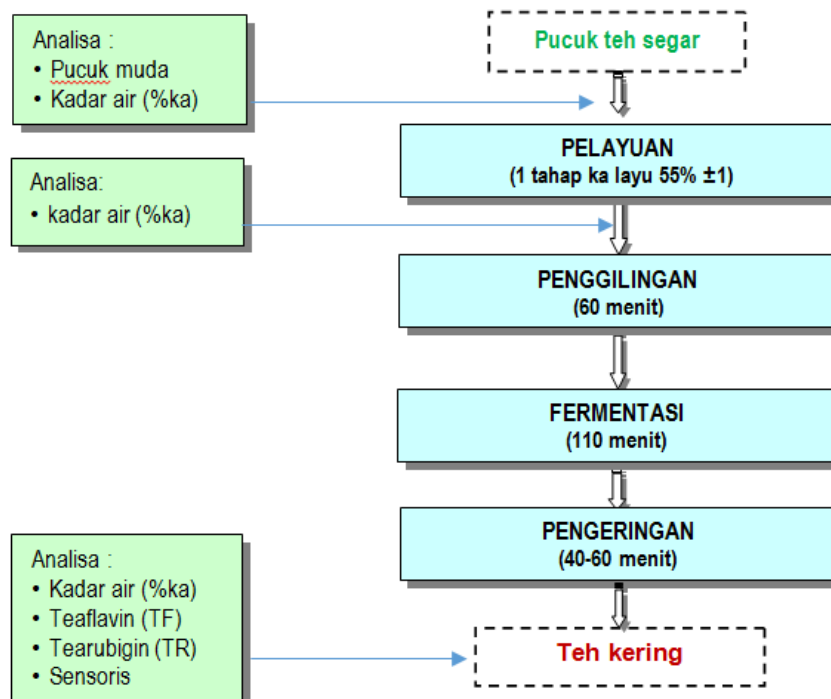 Analisa :
• Pucuk muda
• Kadar air (%ka)
Pucuk teh segar
PELAYUAN
(1 tahap ka layu 55% ±1)
Analisa:
• kadar air (%ka)
PENGGILINGAN
(60 menit)
FERMENTASI
(110 menit)
PENGERINGAN
(40-60 menit)
Analisa :
• Kadar air (%ka)
• Teaflavin (TF)
• Tearubigin (TR)
• Sensoris
Teh kering